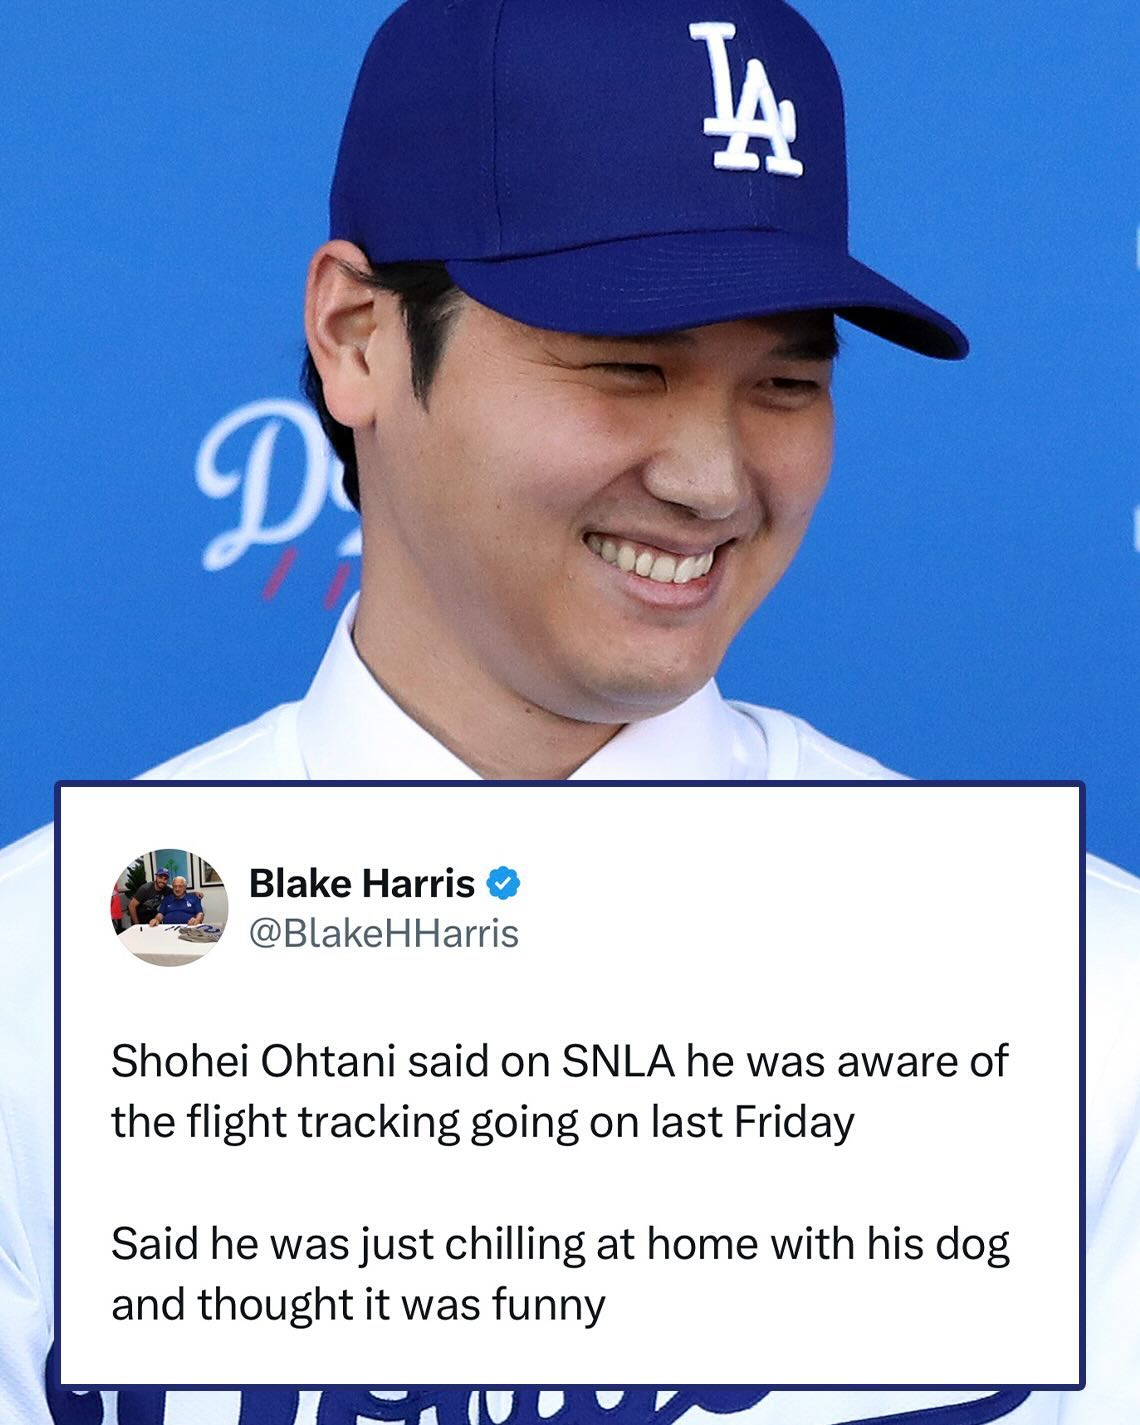 LA
Blake Harris
@BlakeHHarris
Shohei Ohtani said on SNLA he was aware of
the flight tracking going on last Friday
Said he was just chilling at home with his dog
and thought it was funny